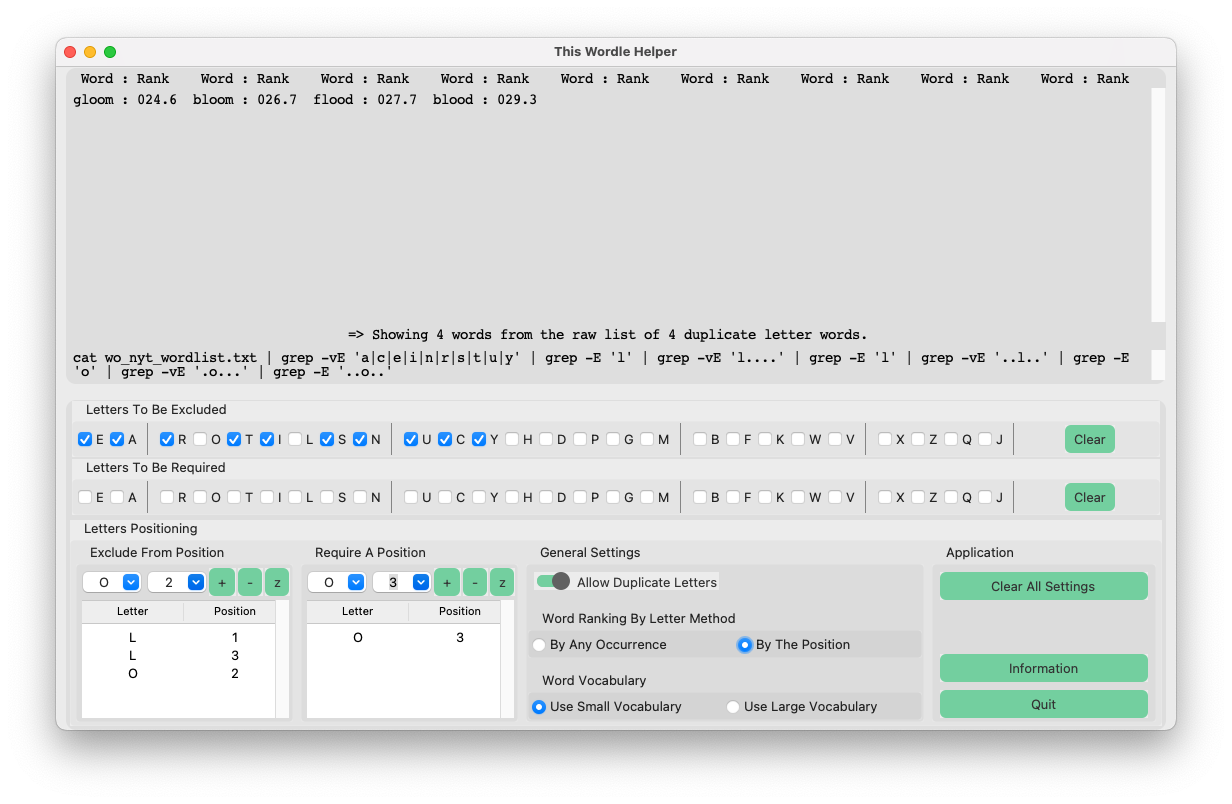 This Wordle Helper
Word : Rank Word : Rank Word : Rank Word : Rank Word : Rank Word : Rank Word : Rank Word : Rank Word : Rank
gloom : 024.6 bloom : 026.7 flood : 027.7 blood : 029.3
=> Showing 4 words from the raw list of 4 duplicate letter words.
cat wo_nyt_wordlist.txt | grep -vE 'a|c|e|i|n|r|s|t|u|y' | grep -E 'l' | grep -vE 'l....' | grep -E 'l' | grep -vE '..l..' | grep -E
'o' | grep -vE '.o...' | grep -E '..o..'
Letters To Be Excluded
E A R O T I L S N U C Y H D P G M B F K W V X Z Q J Clear
Letters To Be Required
E A R O T I L S N U C Y H D P G M B F K W V X Z Q J Clear
Letters Positioning
Exclude From Position Require A Position General Settings Application
O 2 + - z O 3 + - z Allow Duplicate Letters Clear All Settings
Letter Position Letter Position
Word Ranking By Letter Method
L 1 O 3 By Any Occurrence By The Position
L 3 Information
O 2 Word Vocabulary
Use Small Vocabulary Use Large Vocabulary Quit